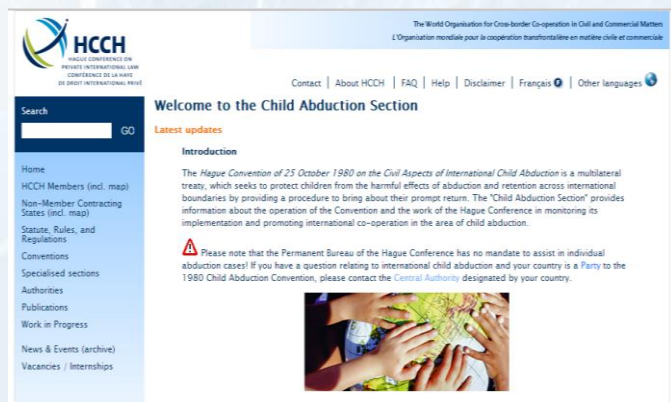 HCCH
HAGUE CONFERENCE ON
PRIVATE INTERNATIONAL LAW
CONFÉRENCE DE LA HAYE
DE DROIT INTERNATIONAL PRIVÉ
The World Organisation for Cross-border Co-operation in Civil and Commercial Matters
L'Organisation mondiale pour la coopération transfrontalière en matière civile et commerciale
Contact | About HCCH | FAQ | Help | Disclaimer | Français | Other languages
Search
GO
Home
HCCH Members (incl. map)
Non-Member Contracting
States (incl. map)
Statute, Rules, and
Regulations
Conventions
Specialised sections
Authorities
Publications
Work in Progress
News & Events (archive)
Vacancies / Internships
Welcome to the Child Abduction Section
Latest updates
Introduction
The Hague Convention of 25 October 1980 on the Civil Aspects of International Child Abduction is a multilateral
treaty, which seeks to protect children from the harmful effects of abduction and retention across international
boundaries by providing a procedure to bring about their prompt return. The "Child Abduction Section" provides
information about the operation of the Convention and the work of the Hague Conference in monitoring its
implementation and promoting international co-operation in the area of child abduction.
Please note that the Permanent Bureau of the Hague Conference has no mandate to assist in individual
abduction cases! If you have a question relating to international child abduction and your country is a Party to the
1980 Child Abduction Convention, please contact the Central Authority designated by your country.